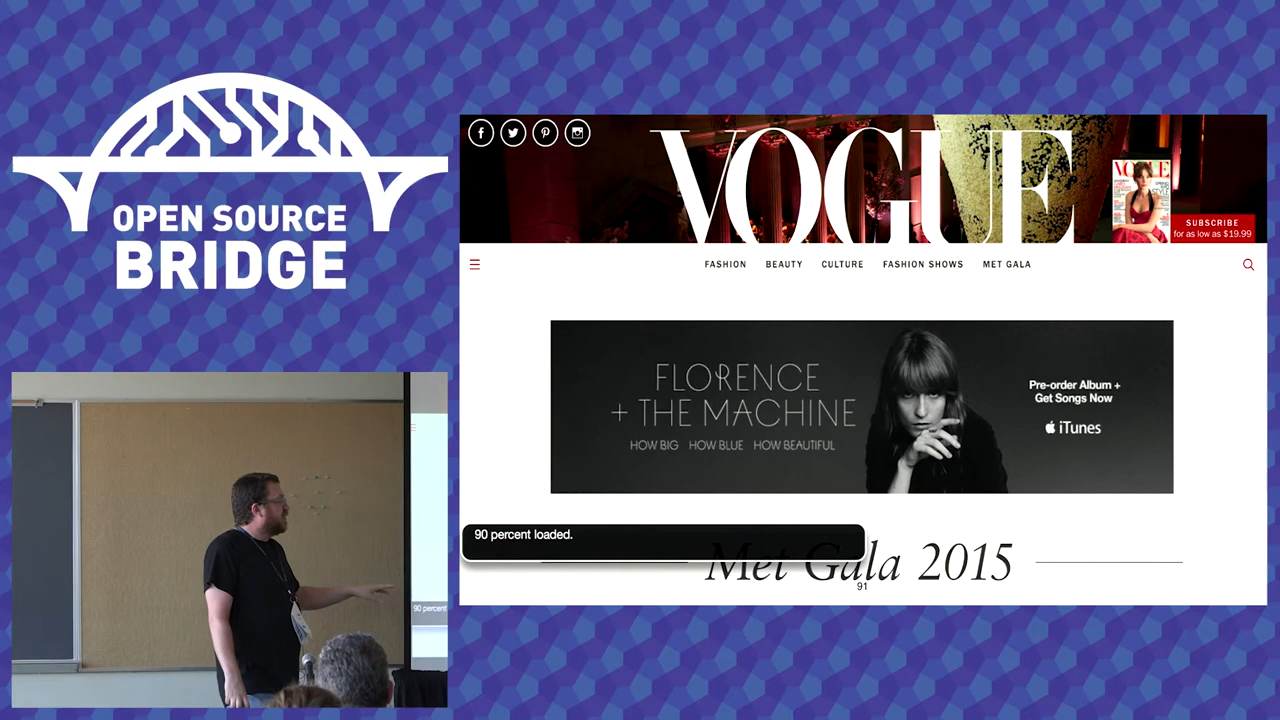 OPEN SOURCE
BRIDGE
VOGUE
VOGUE
SUBSCRIBE
for as low as $19.99
FASHION
BEAUTY
CULTURE
FASHION SHOWS
MET GALA
FLORENCE
+ THE MACHINE
HOW BIG HOW BLUE HOW BEAUTIFUL
Pre-order Album +
Get Songs Now
iTunes
90 percent loaded.
Met Gala 2015
91
90 percent